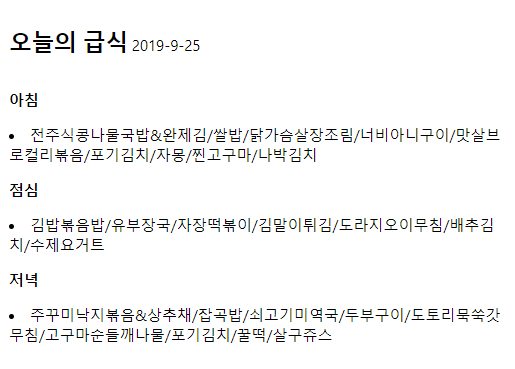 오늘의 급식 2019-9-25
아침
• 전주식콩나물국밥&완제김/쌀밥/닭가슴살장조림/너비아니구이/맛살브
로컬리볶음/포기김치/자몽/찐고구마/나박김치
점심
• 김밥볶음밥/유부장국/자장떡볶이/김말이튀김/도라지오이무침/배추김
치/수제요거트
저녁
• 주꾸미낙지볶음&상추채/잡곡밥/쇠고기미역국/두부구이/도토리묵쑥갓
무침/고구마순들깨나물/포기김치/꿀떡/살구쥬스